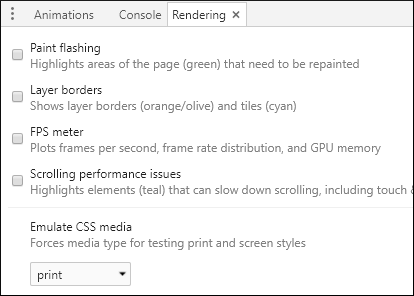 Animations Console Rendering ×
Paint flashing
Highlights areas of the page (green) that need to be repainted
Layer borders
Shows layer borders (orange/olive) and tiles (cyan)
FPS meter
Plots frames per second, frame rate distribution, and GPU memory
Scrolling performance issues
Highlights elements (teal) that can slow down scrolling, including touch &
Emulate CSS media
Forces media type for testing print and screen styles
print